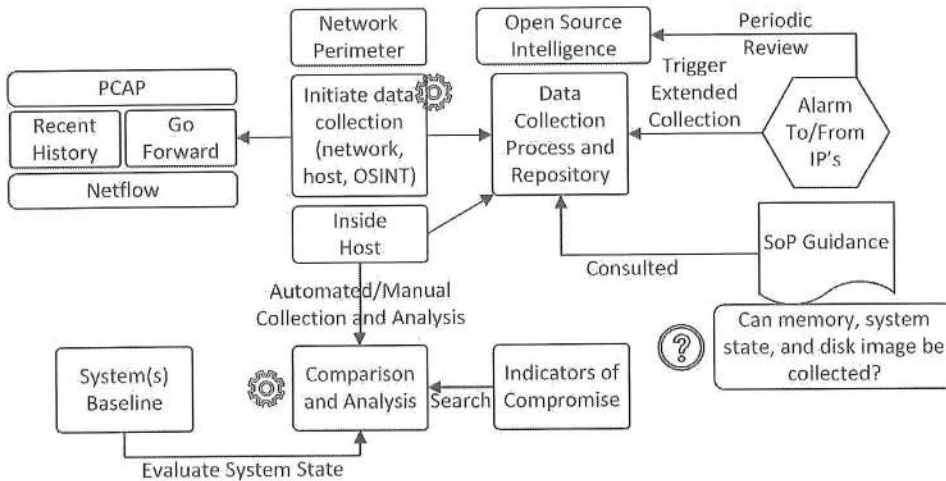 Network
Perimeter
Open Source
Intelligence
Periodic
Review
PCAP
Recent
History
Go
Forward
Netflow
Initiate data
collection
(network,
host, OSINT)
Data
Collection
Process and
Repository
Trigger
Extended
Collection
Alarm
To/From
IP's
Inside
Host
SoP Guidance
Consulted
Automated/Manual
Collection and Analysis
?
Can memory, system
state, and disk image be
collected?
System(s)
Baseline
Comparison
and Analysis
Search
Indicators of
Compromise
Evaluate System State